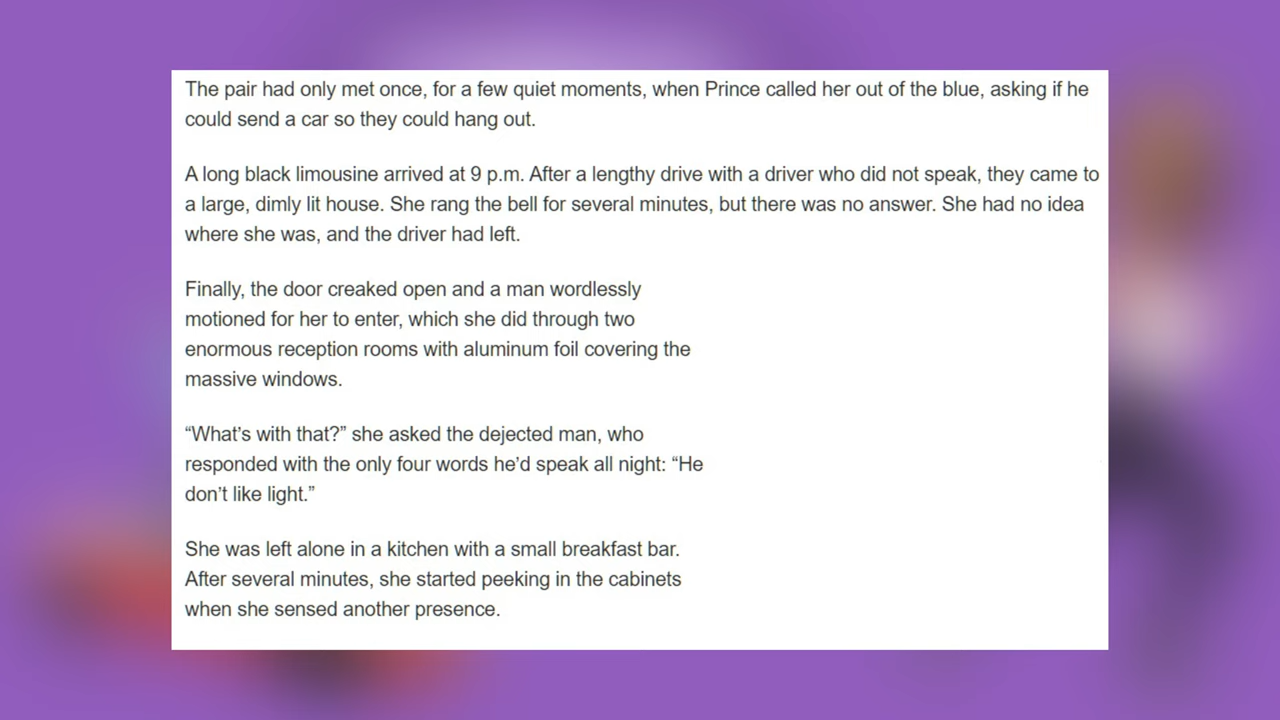 The pair had only met once, for a few quiet moments, when Prince called her out of the blue, asking if he
could send a car so they could hang out.
A long black limousine arrived at 9 p.m. After a lengthy drive with a driver who did not speak, they came to
a large, dimly lit house. She rang the bell for several minutes, but there was no answer. She had no idea
where she was, and the driver had left.
Finally, the door creaked open and a man wordlessly
motioned for her to enter, which she did through two
enormous reception rooms with aluminum foil covering the
massive windows.
“What’s with that?” she asked the dejected man, who
responded with the only four words he’d speak all night: “He
don’t like light.”
She was left alone in a kitchen with a small breakfast bar.
After several minutes, she started peeking in the cabinets
when she sensed another presence.